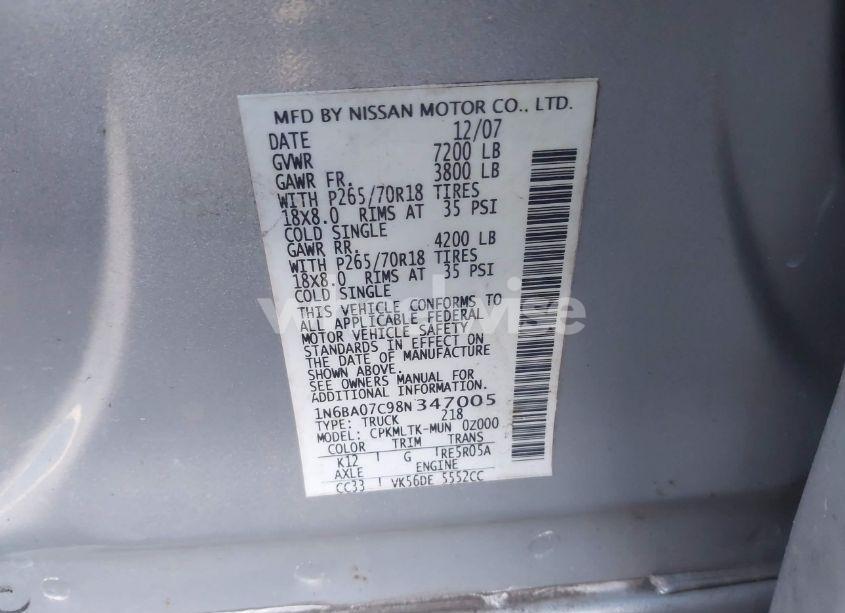 MFD BY NISSAN MOTOR CO., LTD.
DATE 12/07
GVWR 7200 LB
GAWR FR. 3800 LB
WITH P265/70R18 TIRES
18X8.0 RIMS AT 35 PSI
COLD SINGLE
GAWR RR. 4200 LB
WITH P265/70R18 TIRES
18X8.0 RIMS AT 35 PSI
COLD SINGLE
THIS VEHICLE CONFORMS TO
ALL APPLICABLE FEDERAL
MOTOR VEHICLE SAFETY
STANDARDS IN EFFECT ON
THE DATE OF MANUFACTURE
SHOWN ABOVE.
SEE OWNERS MANUAL FOR
ADDITIONAL INFORMATION.
1N6BA07C98N347005
TYPE: TRUCK 218
MODEL: CPKMLTK-MUN 0Z000
COLOR TRIM TRANS
K12 G RE5R05A
AXLE ENGINE
CC33 VK56DE 5552CC